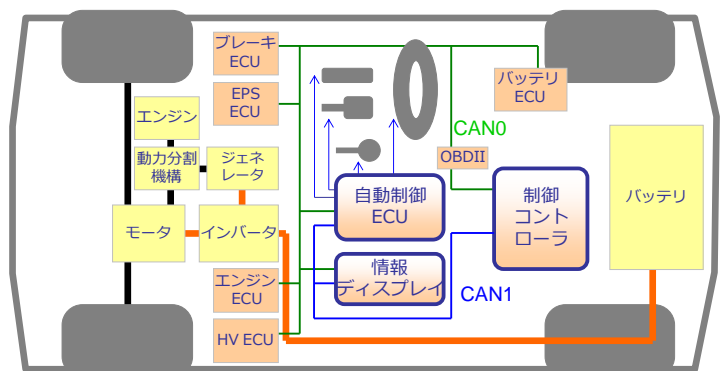 ブレーキ
ECU
EPS
ECU
バッテリ
ECU
エンジン
CAN0
OBDII
動力分割
機構
ジェネ
レータ
自動制御
ECU
制御
コント
ローラ
バッテリ
モータ
インバータ
情報
ディスプレイ
エンジン
ECU
CAN1
HV ECU